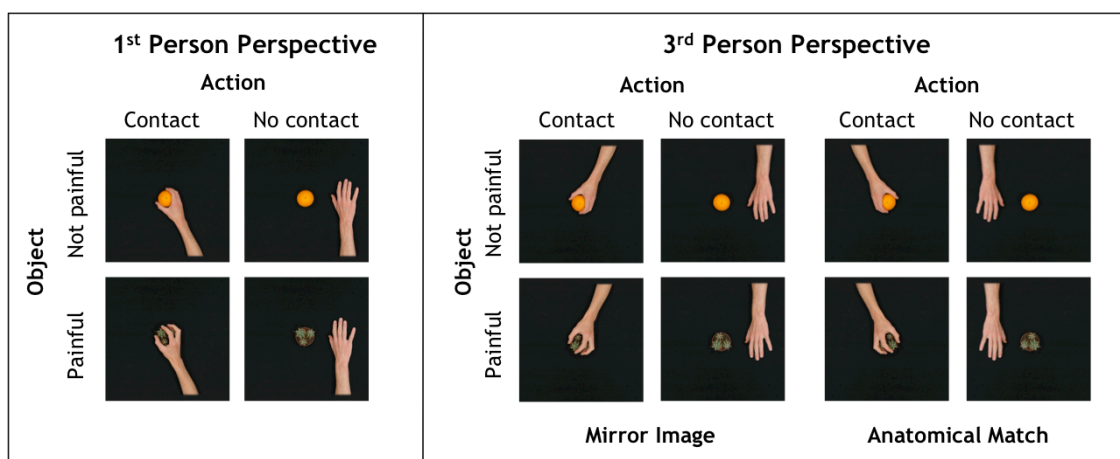 1st Person Perspective
Action
Contact No contact
Object
Not painful
Painful
3rd Person Perspective
Action Action
Contact No contact Contact No contact
Object
Not painful
Painful
Mirror Image Anatomical Match